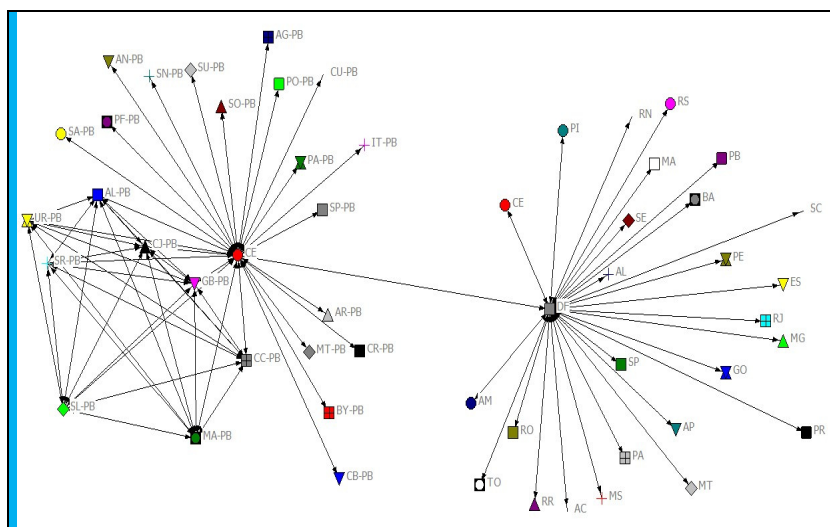 AG-PB
AN-PB
SN-PB
SU-PB
CU-PB
PO-PB
SO-PB
PF-PB
SA-PB
IT-PB
PA-PB
AL-PB
SP-PB
UR-PB
CJ-PB
CE
SR-PB
GB-PB
AR-PB
MT-PB
CR-PB
CC-PB
SL-PB
BY-PB
MA-PB
CB-PB
RS
RN
PI
MA
PB
BA
CE
SE
SC
PE
AL
ES
DF
RJ
MG
SP
GO
AM
RO
AP
PR
PA
TO
MT
RR
AC
MS